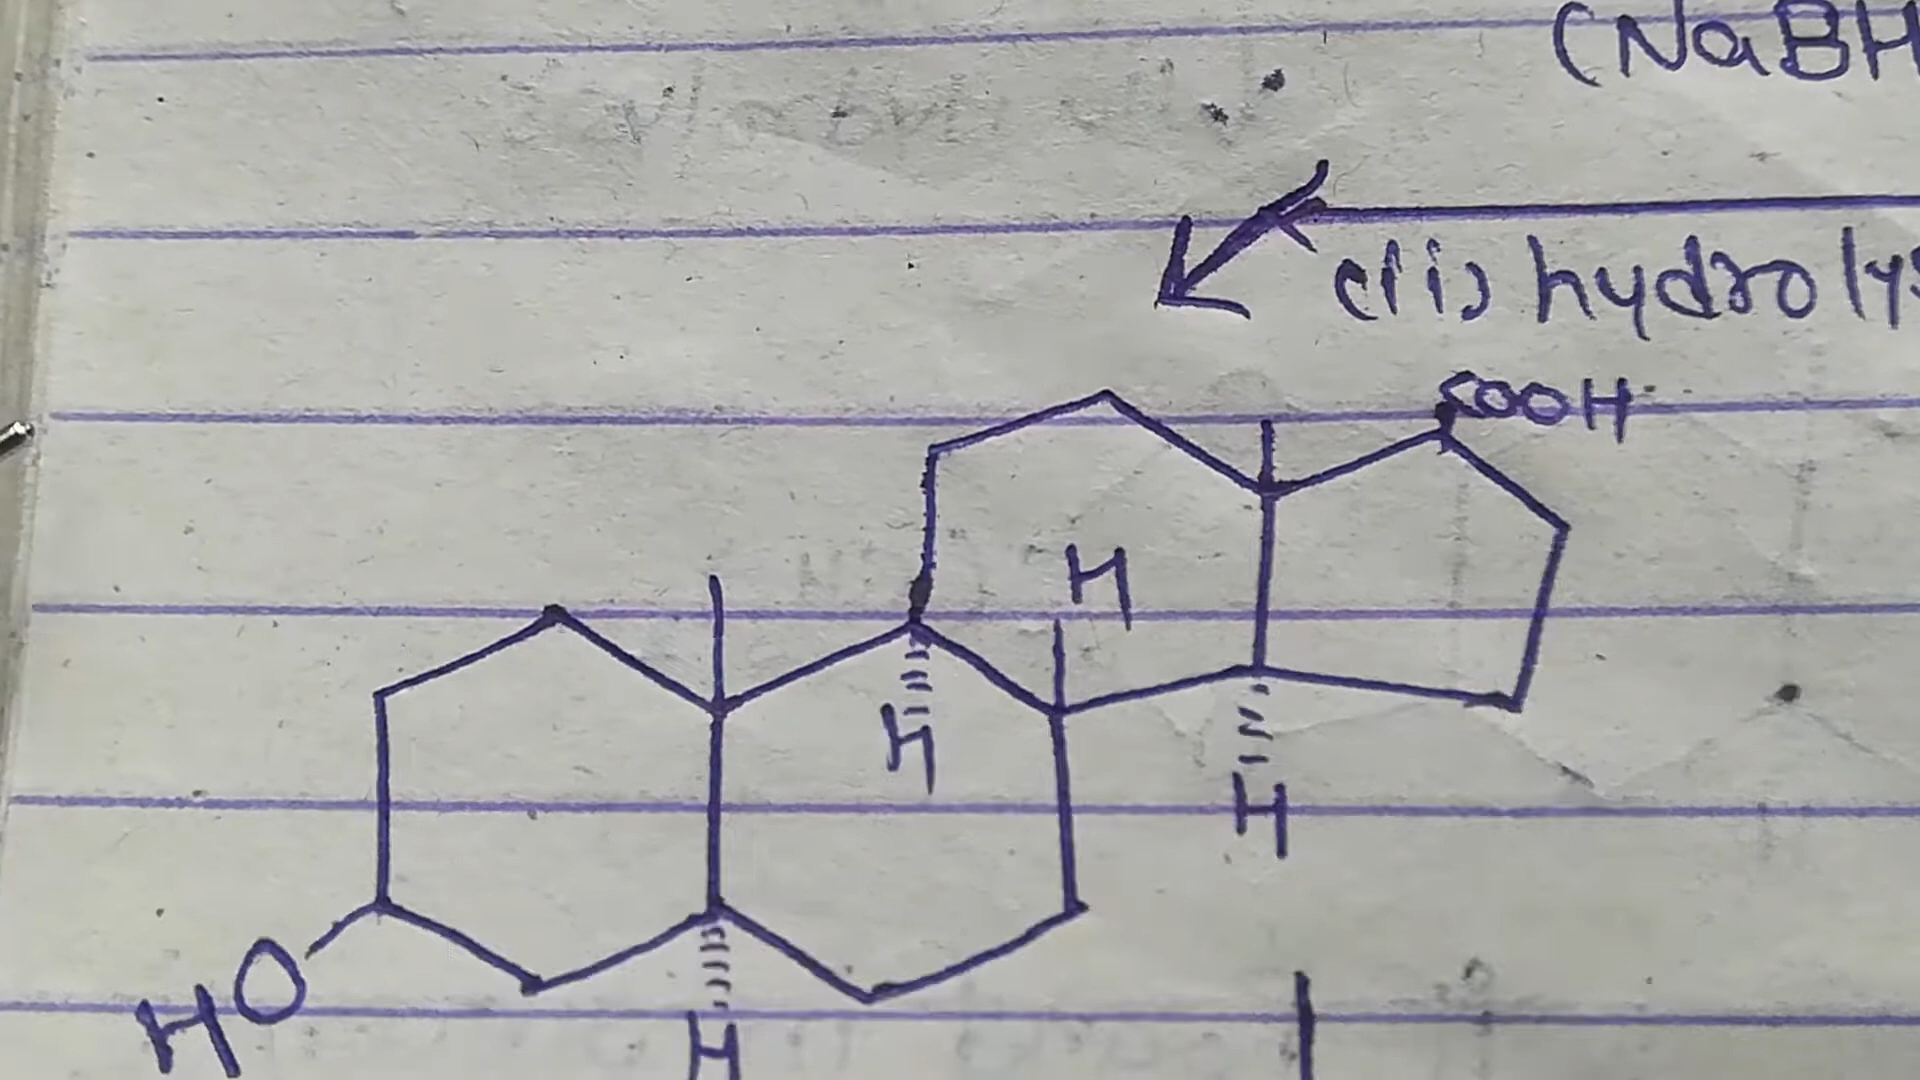 (NaBH
(ii) hydrolys
COOH
H
H
H
HO
H